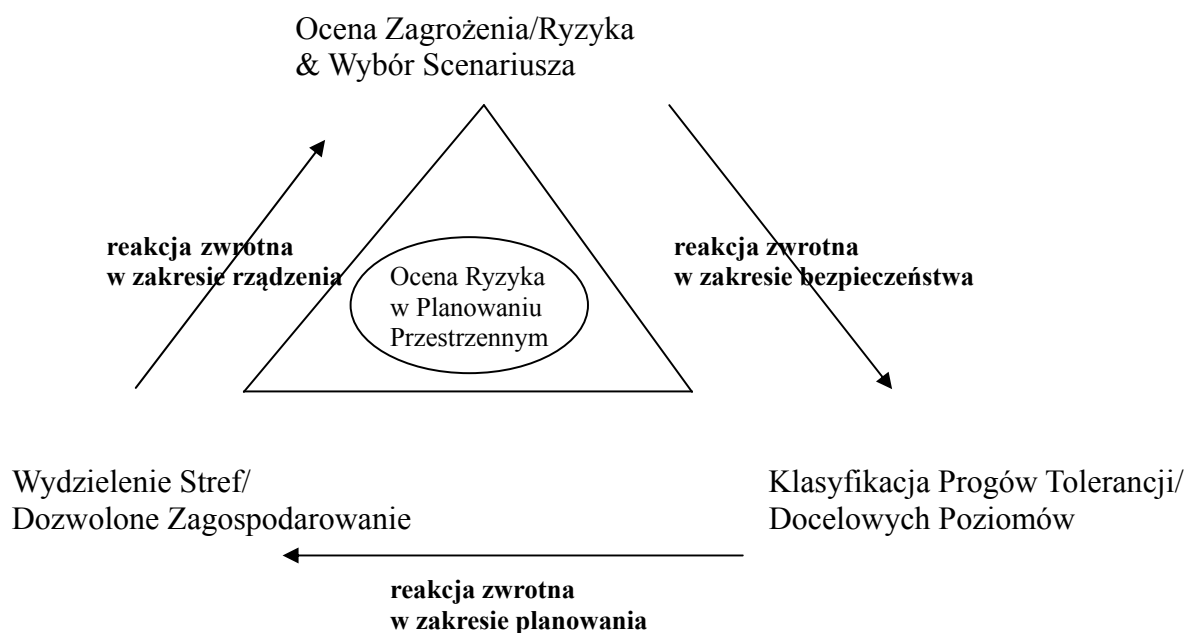 Ocena Zagrożenia/Ryzyka
& Wybór Scenariusza
reakcja zwrotna
w zakresie rządzenia
reakcja zwrotna
w zakresie bezpieczeństwa
Ocena Ryzyka
w Planowaniu
Przestrzennym
Wydzielenie Stref/
Dozwolone Zagospodarowanie
Klasyfikacja Progów Tolerancji/
Docelowych Poziomów
reakcja zwrotna
w zakresie planowania